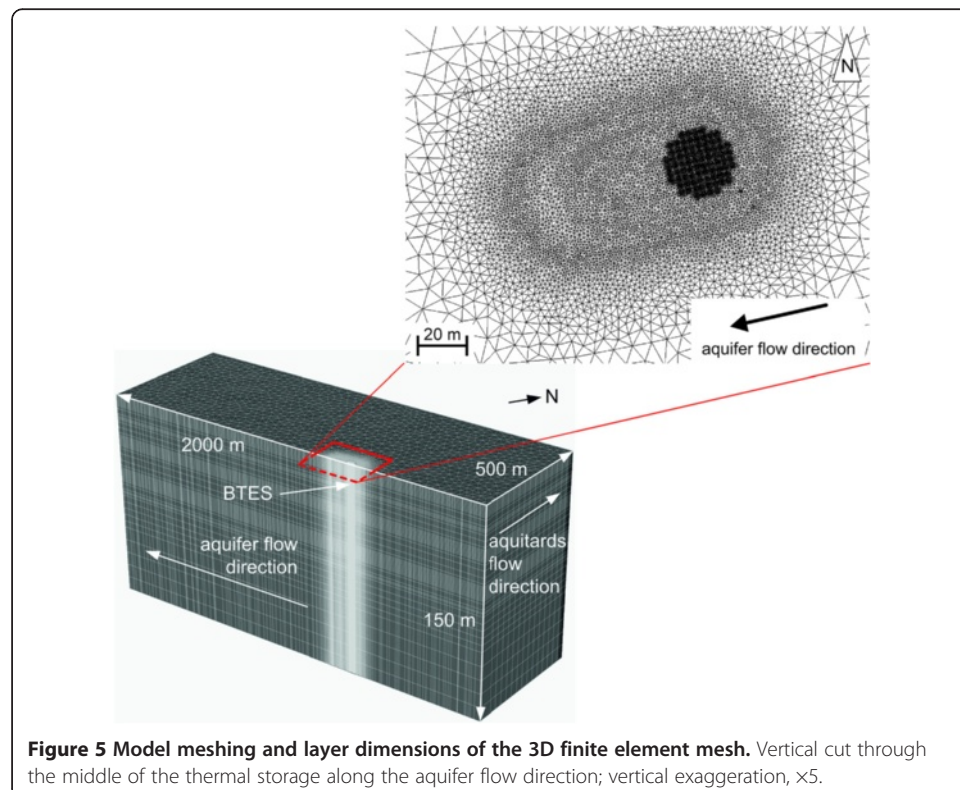 N
20 m
aquifer flow direction
N
2000 m
500 m
BTES
aquifer flow
direction
aquitards
flow
direction
150 m
Figure 5 Model meshing and layer dimensions of the 3D finite element mesh. Vertical cut through
the middle of the thermal storage along the aquifer flow direction; vertical exaggeration, ×5.